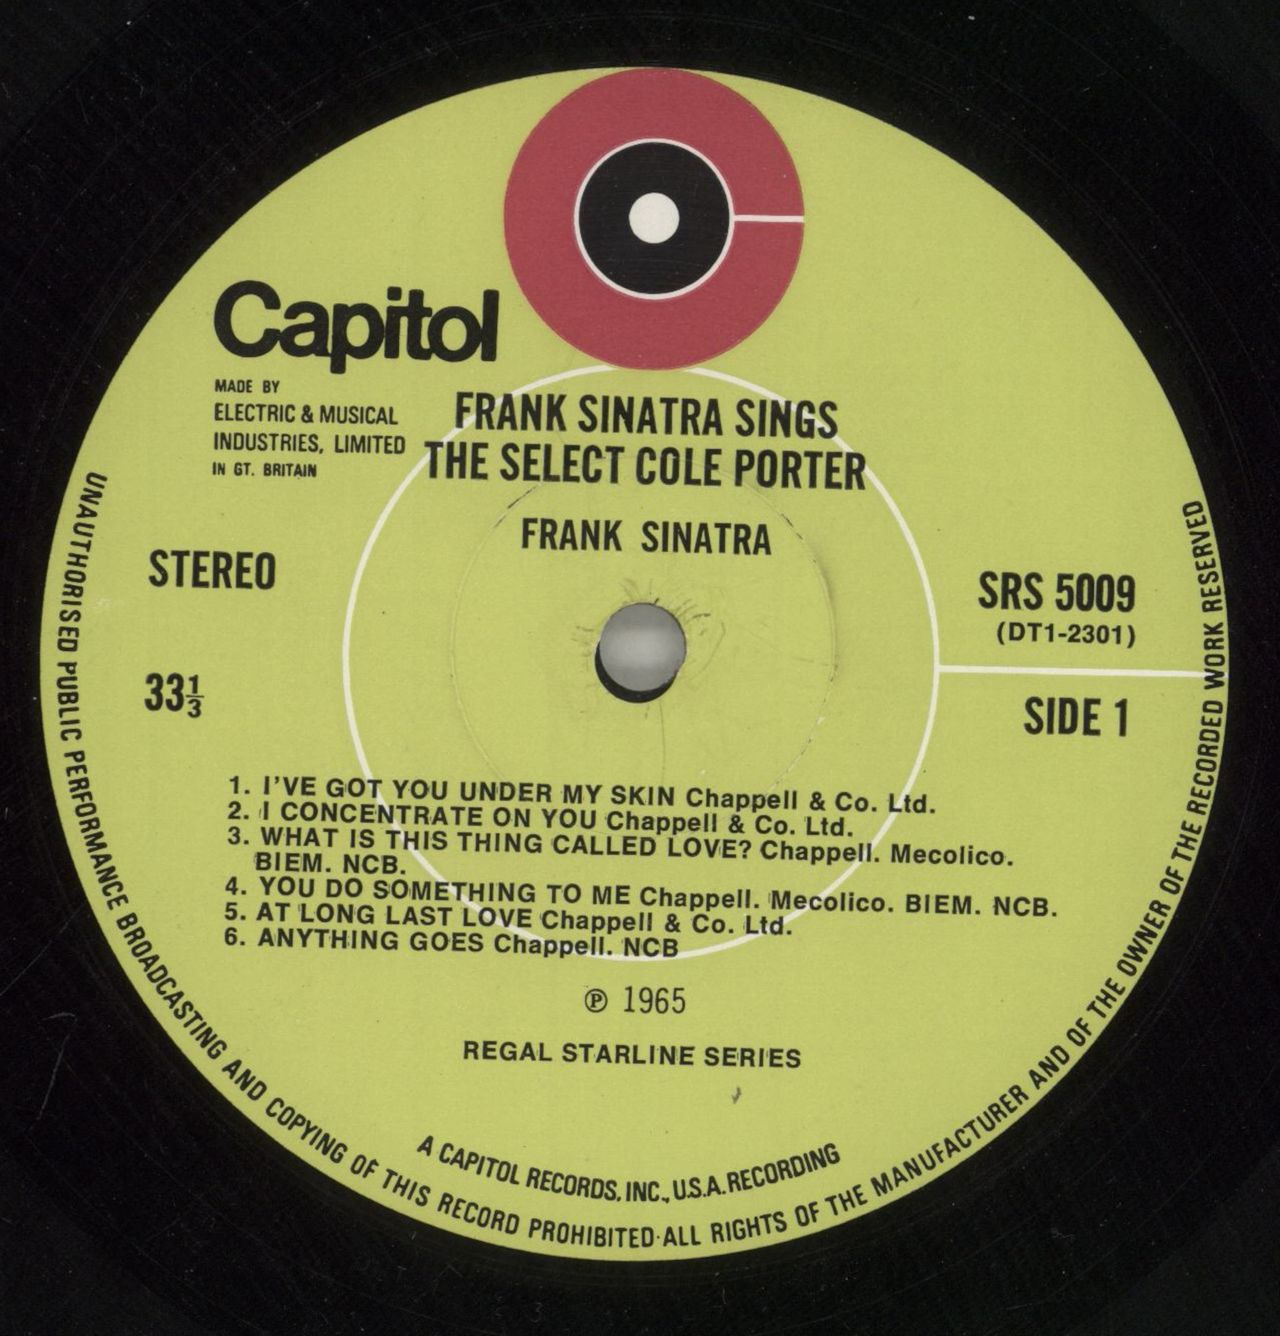 Capitol
MADE BY
ELECTRIC & MUSICAL
INDUSTRIES, LIMITED
IN GT. BRITAIN
FRANK SINATRA SINGS
THE SELECT COLE PORTER
FRANK SINATRA
STEREO
SRS 5009
(DT1-2301)
33⅓
SIDE 1
1. I'VE GOT YOU UNDER MY SKIN Chappell & Co. Ltd.
2. I CONCENTRATE ON YOU Chappell & Co. Ltd.
3. WHAT IS THIS THING CALLED LOVE? Chappell. Mecolico.
BIEM. NCB.
4. YOU DO SOMETHING TO ME Chappell. Mecolico. BIEM. NCB.
5. AT LONG LAST LOVE Chappell & Co. Ltd.
6. ANYTHING GOES Chappell. NCB
℗ 1965
REGAL STARLINE SERIES
A CAPITOL RECORDS, INC., U.S.A. RECORDING
UNAUTHORISED PUBLIC PERFORMANCE BROADCASTING AND COPYING OF THIS RECORD PROHIBITED·ALL RIGHTS OF THE MANUFACTURER AND OF THE OWNER OF THE RECORDED WORK RESERVED